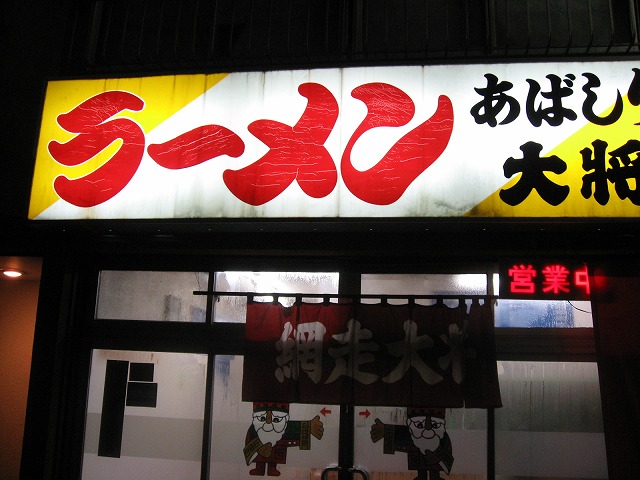 ラーメン
あばしり
大将
営業中
網走大将